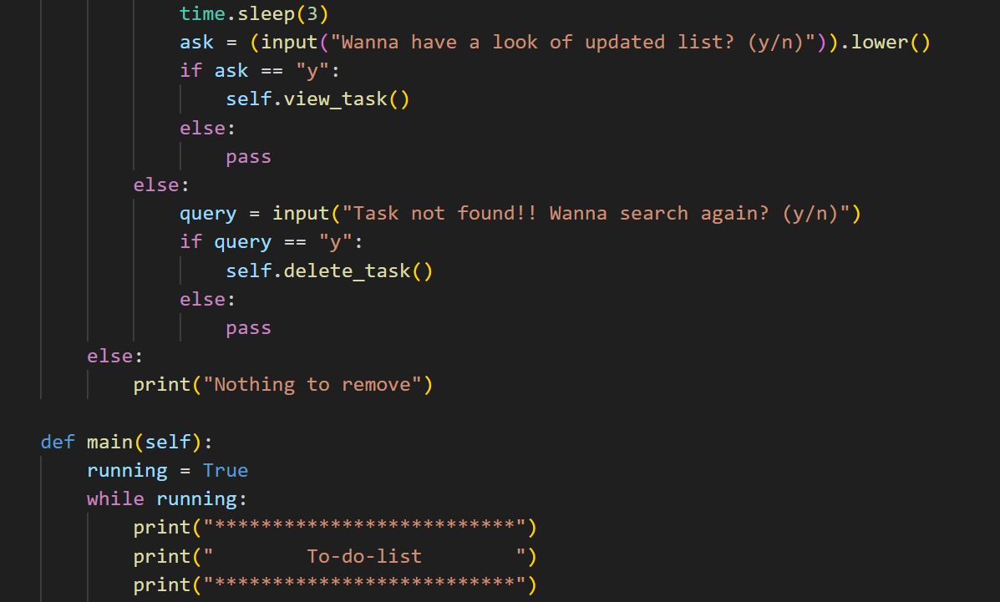 time.sleep(3)
ask = (input("Wanna have a look of updated list? (y/n)")).lower()
if ask == "y":
self.view_task()
else:
pass
else:
query = input("Task not found!! Wanna search again? (y/n)")
if query == "y":
self.delete_task()
else:
pass
else:
print("Nothing to remove")
def main(self):
running = True
while running:
print("**************************")
print("        To-do-list        ")
print("**************************")